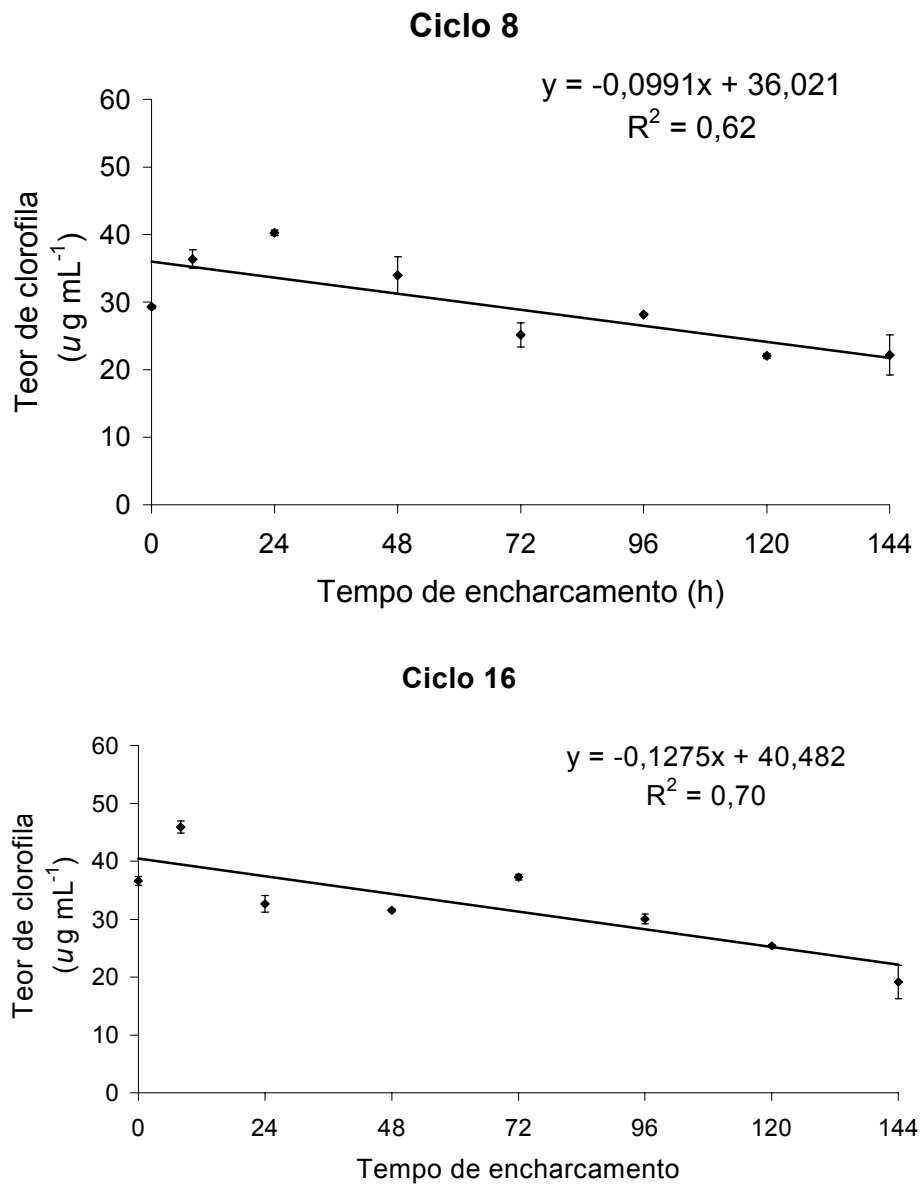 Ciclo 8
y = -0,0991x + 36,021
R² = 0,62
60
50
40
30
20
10
0
Teor de clorofila
(ug mL⁻¹)
0 24 48 72 96 120 144
Tempo de encharcamento (h)
Ciclo 16
y = -0,1275x + 40,482
R² = 0,70
60
50
40
30
20
10
0
Teor de clorofila
(ug mL⁻¹)
0 24 48 72 96 120 144
Tempo de encharcamento